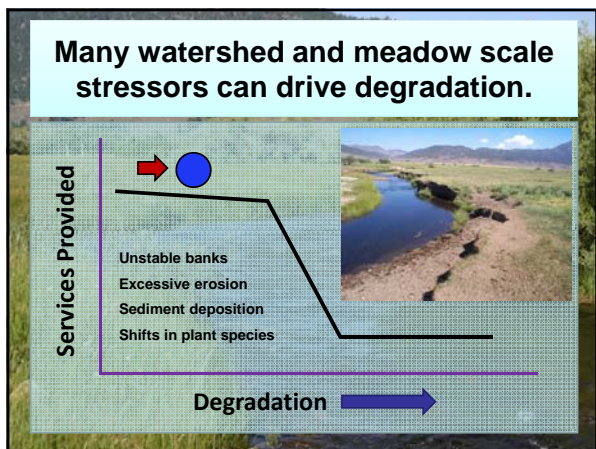 Many watershed and meadow scale
stressors can drive degradation.
Services Provided
Unstable banks
Excessive erosion
Sediment deposition
Shifts in plant species
Degradation